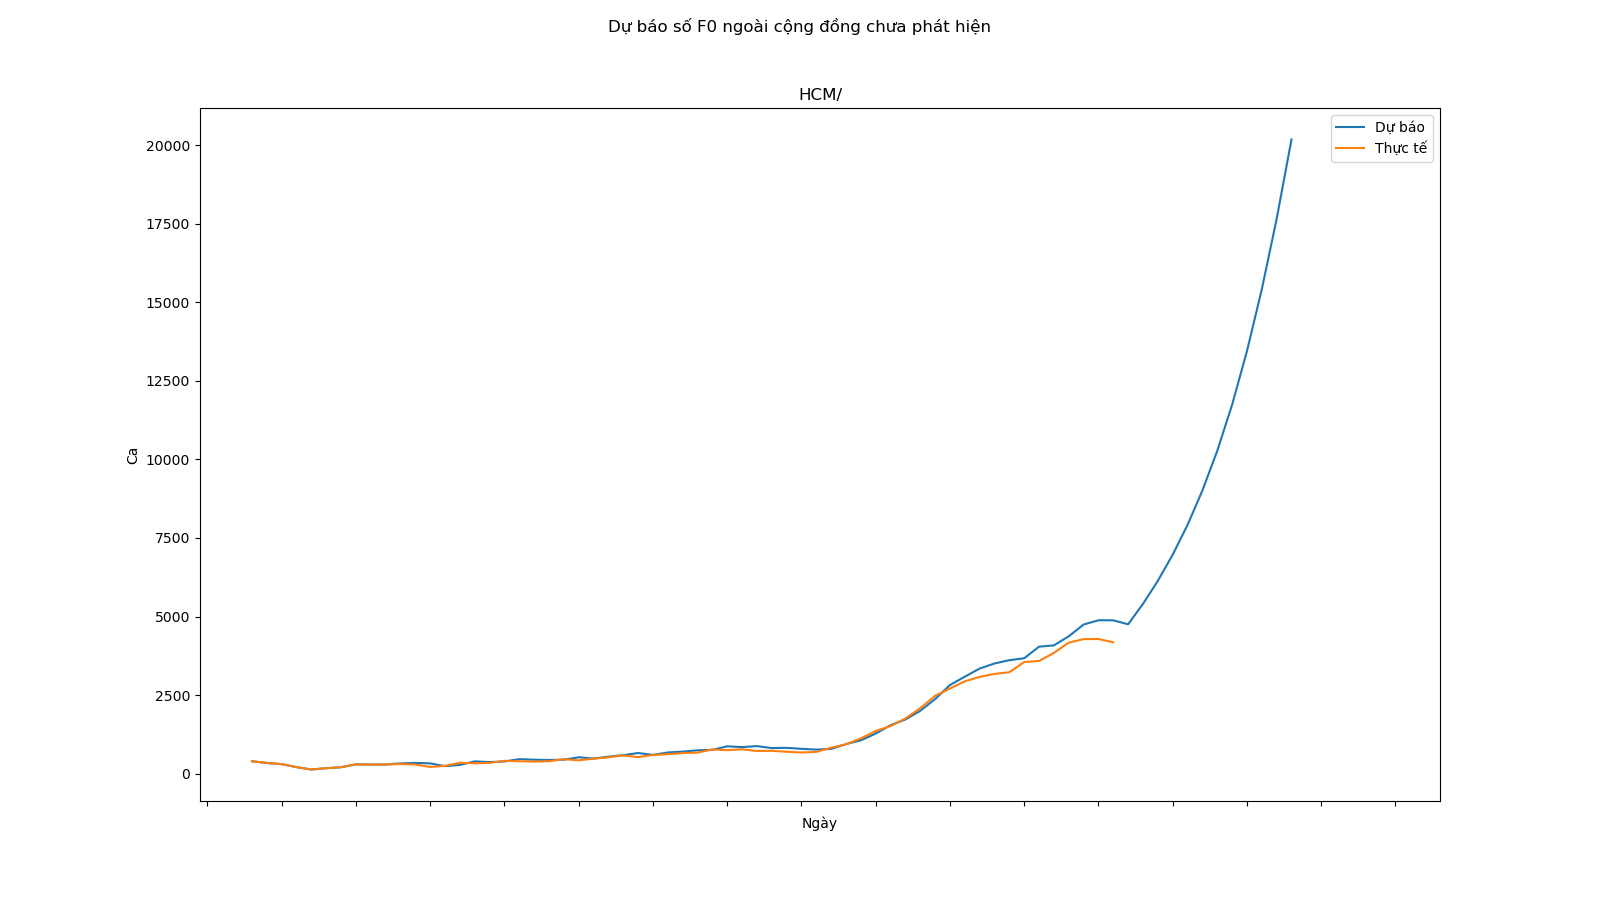 Dự báo số F0 ngoài cộng đồng chưa phát hiện
HCM/
Dự báo
Thực tế
20000
17500
15000
12500
10000
7500
5000
2500
0
Ca
Ngày